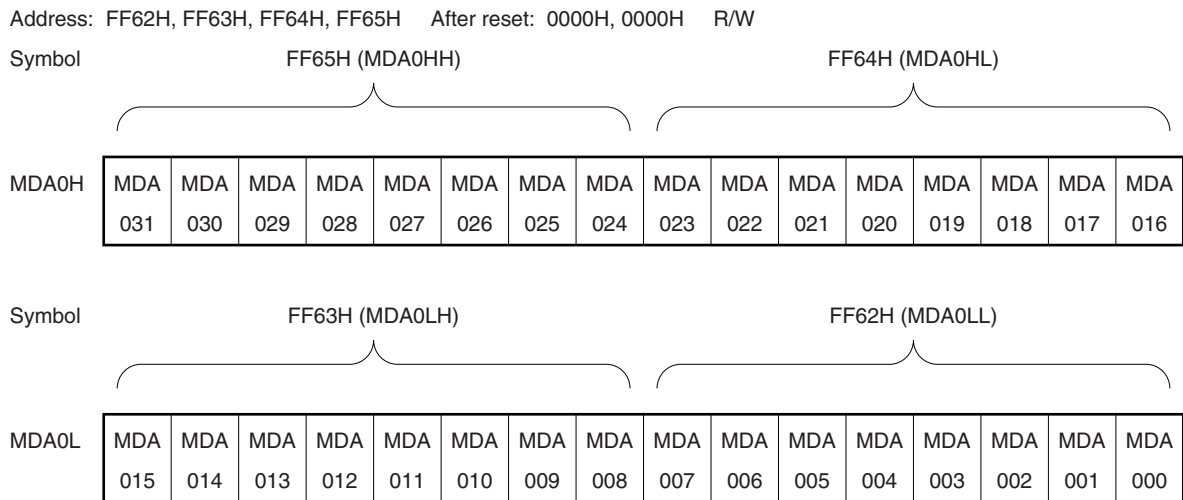 Address: FF62H, FF63H, FF64H, FF65H After reset: 0000H, 0000H R/W
Symbol FF65H (MDA0HH) FF64H (MDA0HL)
MDA0H MDA MDA MDA MDA MDA MDA MDA MDA MDA MDA MDA MDA MDA MDA MDA MDA
031 030 029 028 027 026 025 024 023 022 021 020 019 018 017 016
Symbol FF63H (MDA0LH) FF62H (MDA0LL)
MDA0L MDA MDA MDA MDA MDA MDA MDA MDA MDA MDA MDA MDA MDA MDA MDA MDA
015 014 013 012 011 010 009 008 007 006 005 004 003 002 001 000